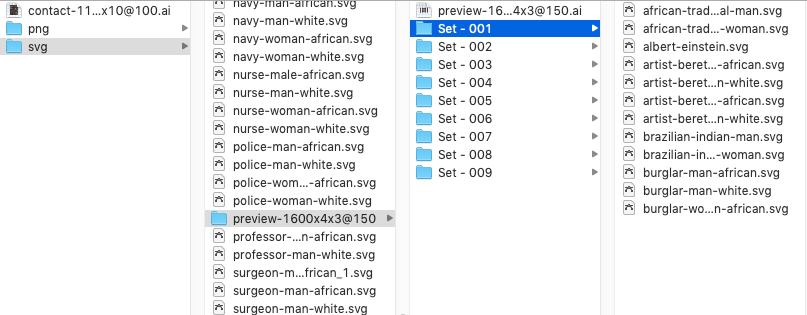 contact-11...x10@100.ai
png
svg
navy-man-african.svg
navy-man-white.svg
navy-woman-african.svg
navy-woman-white.svg
nurse-male-african.svg
nurse-man-white.svg
nurse-woman-african.svg
nurse-woman-white.svg
police-man-african.svg
police-man-white.svg
police-wom...-african.svg
police-woman-white.svg
preview-1600x4x3@150
professor-...n-african.svg
professor-man-white.svg
surgeon-m...frican_1.svg
surgeon-man-african.svg
surgeon-man-white.svg
preview-16...4x3@150.ai
Set - 001
Set - 002
Set - 003
Set - 004
Set - 005
Set - 006
Set - 007
Set - 008
Set - 009
african-trad...al-man.svg
african-trad...-woman.svg
albert-einstein.svg
artist-beret...-african.svg
artist-beret...n-white.svg
artist-beret...-african.svg
artist-beret...n-white.svg
brazilian-indian-man.svg
brazilian-in...-woman.svg
burglar-man-african.svg
burglar-man-white.svg
burglar-wo...n-african.svg